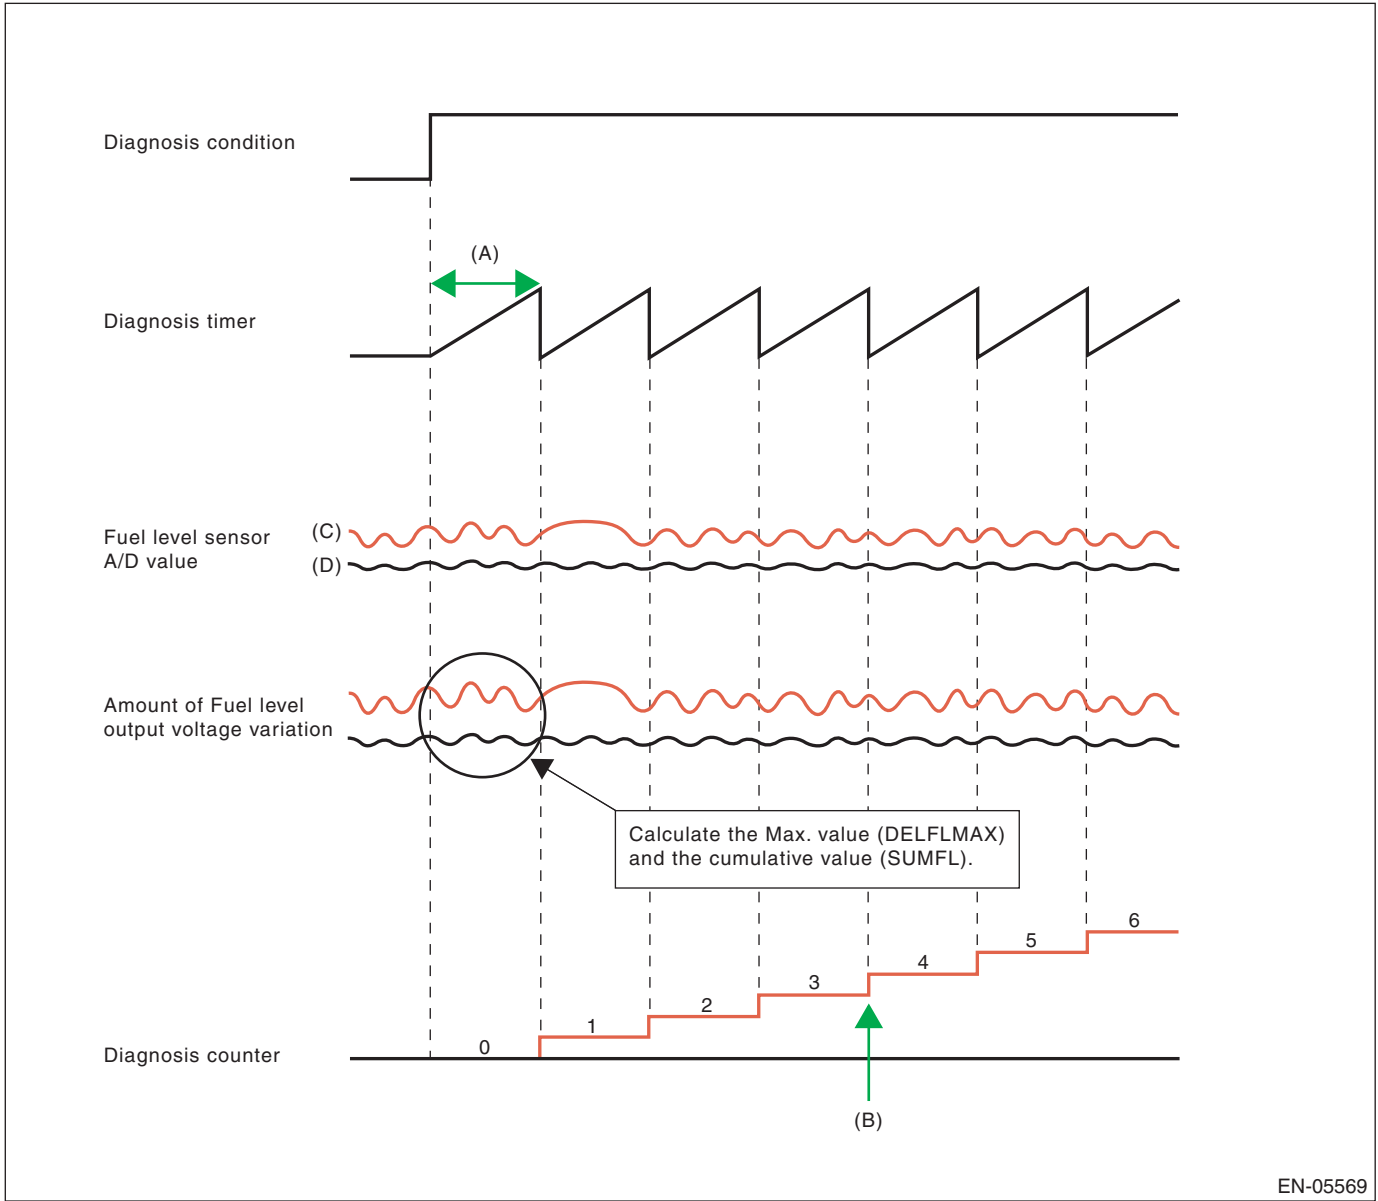 Diagnosis condition
(A)
Diagnosis timer
Fuel level sensor
A/D value
(C)
(D)
Amount of Fuel level
output voltage variation
Calculate the Max. value (DELFLMAX)
and the cumulative value (SUMFL).
Diagnosis counter
0
1
2
3
4
5
6
(B)
EN-05569